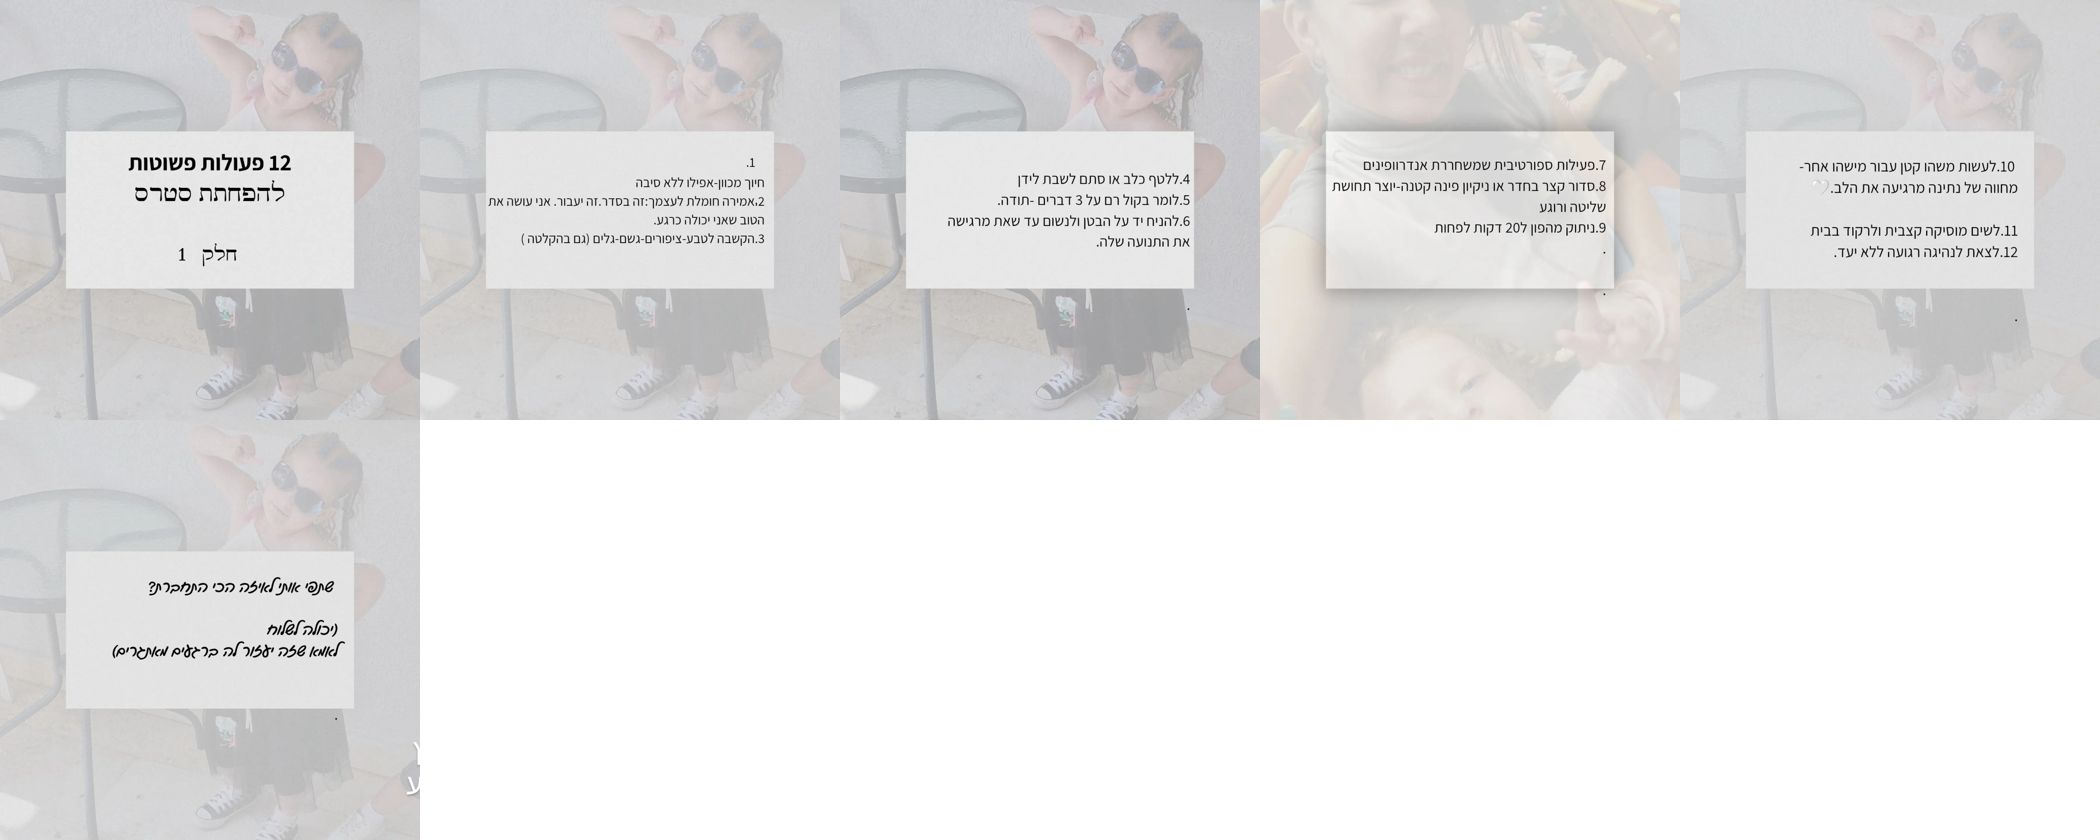 12 פעולות פשוטות
להפחתת סטרס
חלק 1
1.
חיוך מכוון-אפילו ללא סיבה
2.אמירה חומלת לעצמך:זה בסדר.זה יעבור. אני עושה את
הטוב שאני יכולה כרגע.
3.הקשבה לטבע-ציפורים-גשם-גלים (גם בהקלטה )
4.ללטף כלב או סתם לשבת לידן
5.לומר בקול רם על 3 דברים -תודה.
6.להניח יד על הבטן ולנשום עד שאת מרגישה
את התנועה שלה.
.
7.פעילות ספורטיבית שמשחררת אנדרוופינים
8.סדור קצר בחדר או ניקיון פינה קטנה-יוצר תחושת
שליטה ורוגע
9.ניתוק מהפון ל20 דקות לפחות
.
.
10.לעשות משהו קטן עבור מישהו אחר-
מחווה של נתינה מרגיעה את הלב.🤍
11.לשים מוסיקה קצבית ולרקוד בבית
12.לצאת לנהיגה רגועה ללא יעד.
.
שתפי אותי לאיזה הכי התחברת?
(יכולה לשלוח
לאמא שזה יעזור לה ברגעים מאתגרים)
.